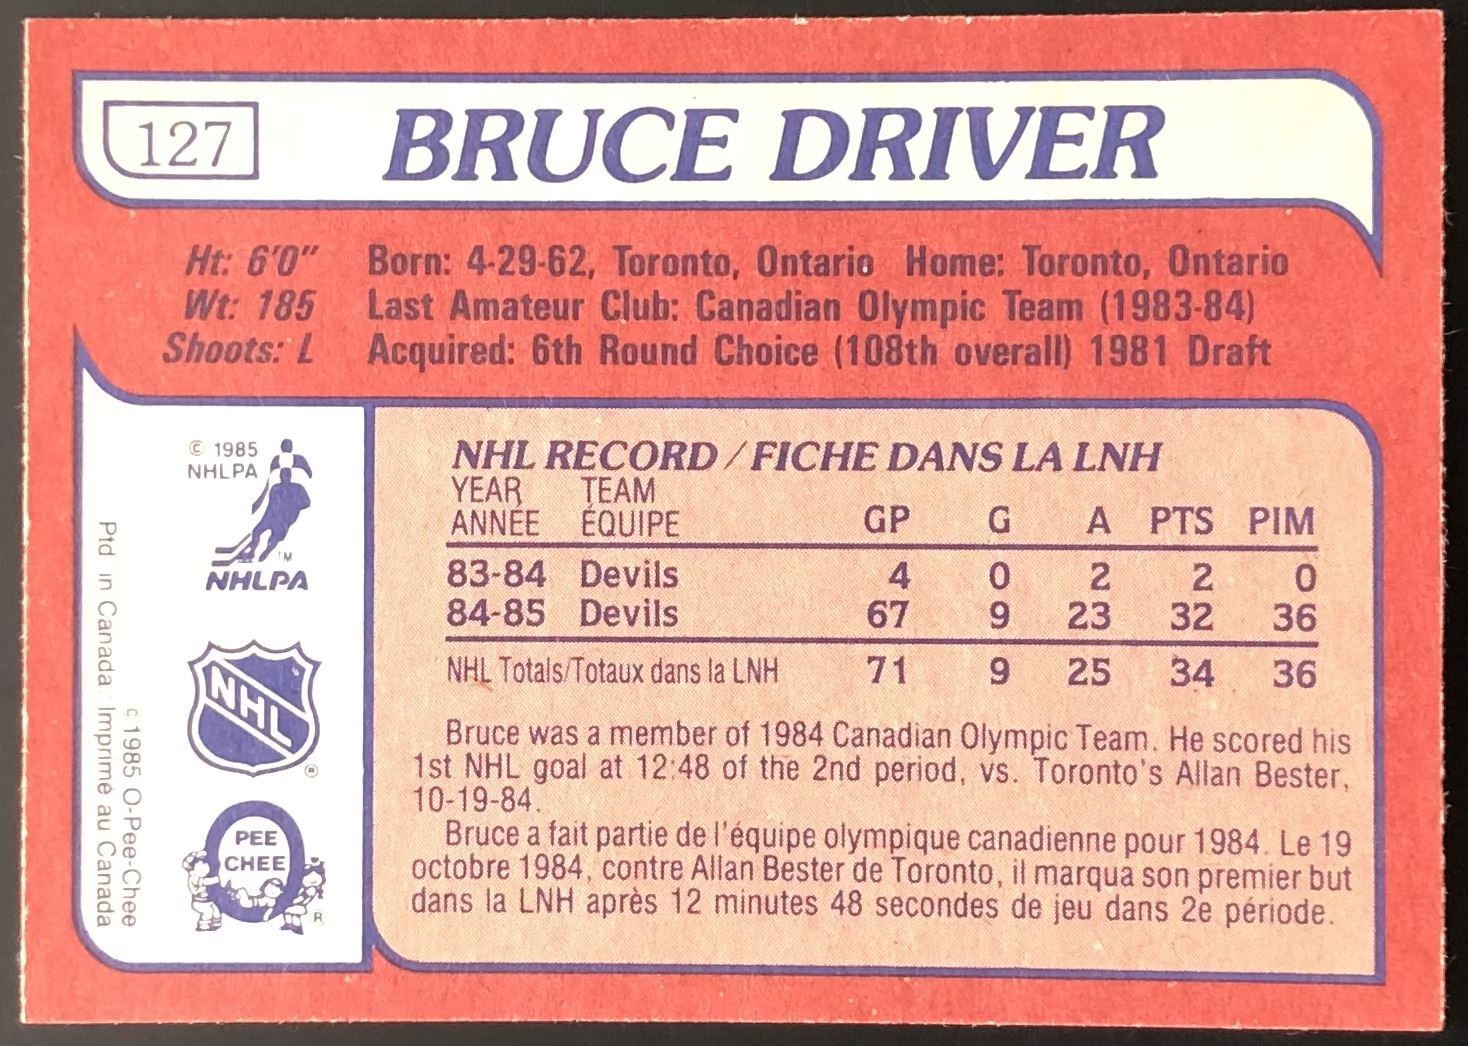 127 BRUCE DRIVER
Ht: 6'0" Born: 4-29-62, Toronto, Ontario Home: Toronto, Ontario
Wt: 185 Last Amateur Club: Canadian Olympic Team (1983-84)
Shoots: L Acquired: 6th Round Choice (108th overall) 1981 Draft
© 1985
NHLPA
TM
NHLPA
NHL
®
PEE
CHEE
R
Ptd in Canada. Imprimé au Canada
c 1985 O-Pee-Chee
NHL RECORD / FICHE DANS LA LNH
YEAR TEAM
ANNÉE ÉQUIPE GP G A PTS PIM
83-84 Devils 4 0 2 2 0
84-85 Devils 67 9 23 32 36
NHL Totals/Totaux dans la LNH 71 9 25 34 36
Bruce was a member of 1984 Canadian Olympic Team. He scored his
1st NHL goal at 12:48 of the 2nd period, vs. Toronto's Allan Bester,
10-19-84.
Bruce a fait partie de l'équipe olympique canadienne pour 1984. Le 19
octobre 1984, contre Allan Bester de Toronto, il marqua son premier but
dans la LNH après 12 minutes 48 secondes de jeu dans 2e période.